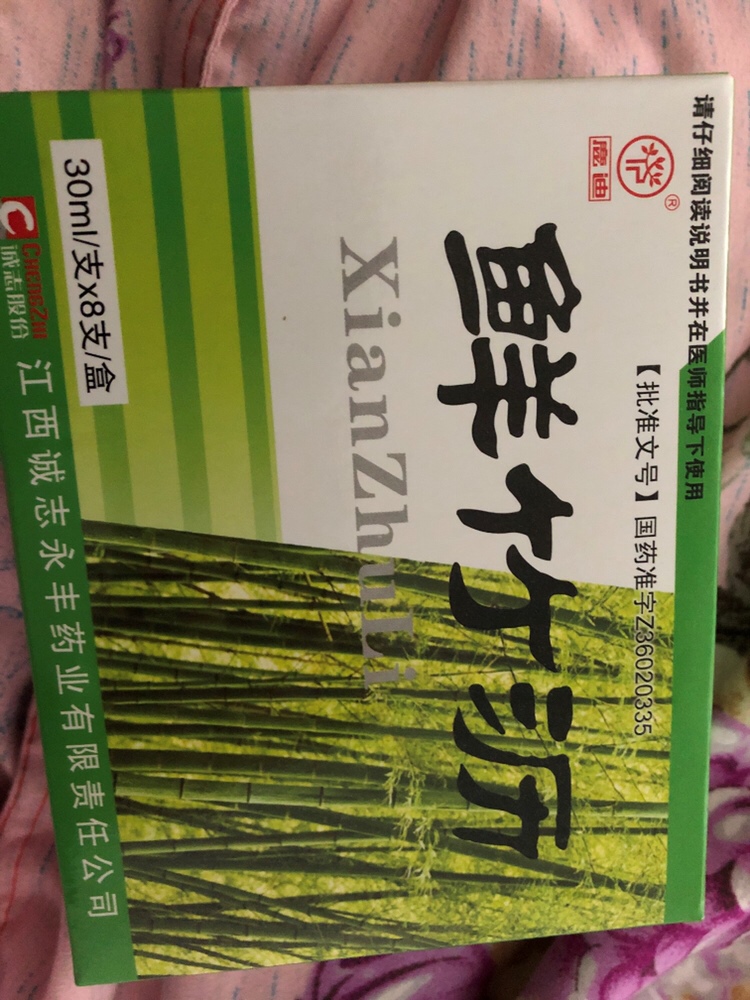 请仔细阅读说明书并在医师指导下使用
®
鹿迪
【批准文号】国药准字Z36020335
鲜竹沥
XianZhuLi
30ml/支x8支/盒
CHENGZHI
诚志股份
江西诚志永丰药业有限责任公司